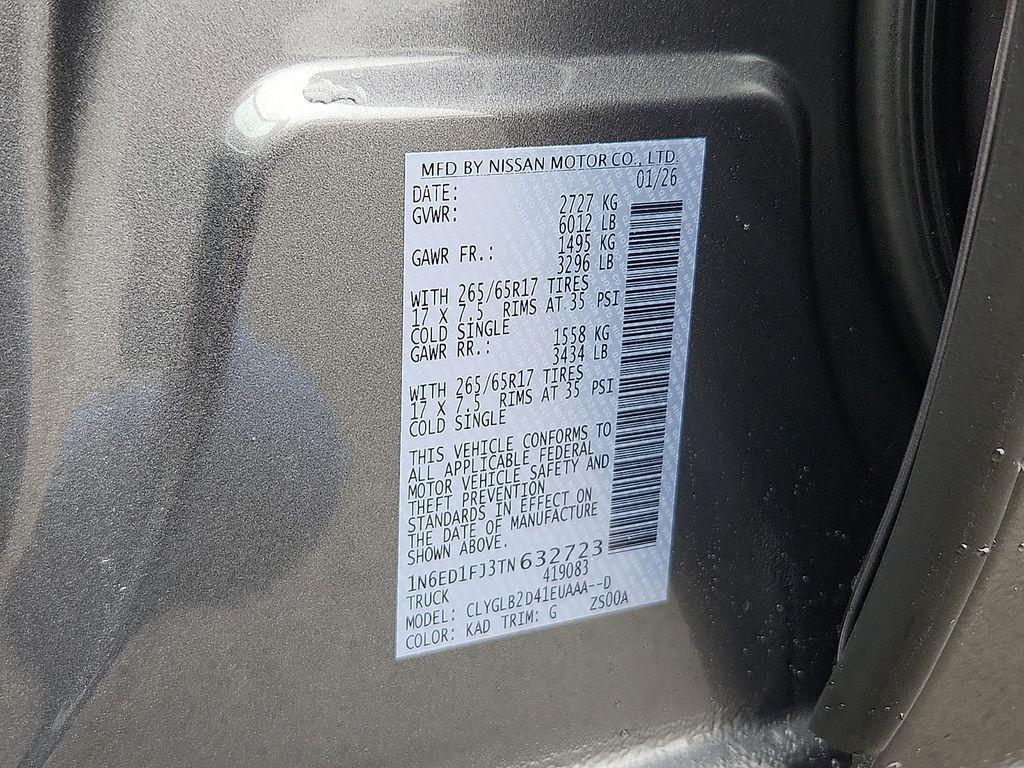 MFD BY NISSAN MOTOR CO., LTD.
DATE: 01/26
GVWR: 2727 KG
6012 LB
GAWR FR.: 1495 KG
3296 LB
WITH 265/65R17 TIRES
17 X 7.5 RIMS AT 35 PSI
COLD SINGLE
GAWR RR.: 1558 KG
3434 LB
WITH 265/65R17 TIRES
17 X 7.5 RIMS AT 35 PSI
COLD SINGLE
THIS VEHICLE CONFORMS TO
ALL APPLICABLE FEDERAL
MOTOR VEHICLE SAFETY AND
THEFT PREVENTION
STANDARDS IN EFFECT ON
THE DATE OF MANUFACTURE
SHOWN ABOVE.
1N6ED1FJ3TN632723
TRUCK 419083
MODEL: CLYGLB2D41EUAAA--D
COLOR: KAD TRIM: G ZS00A